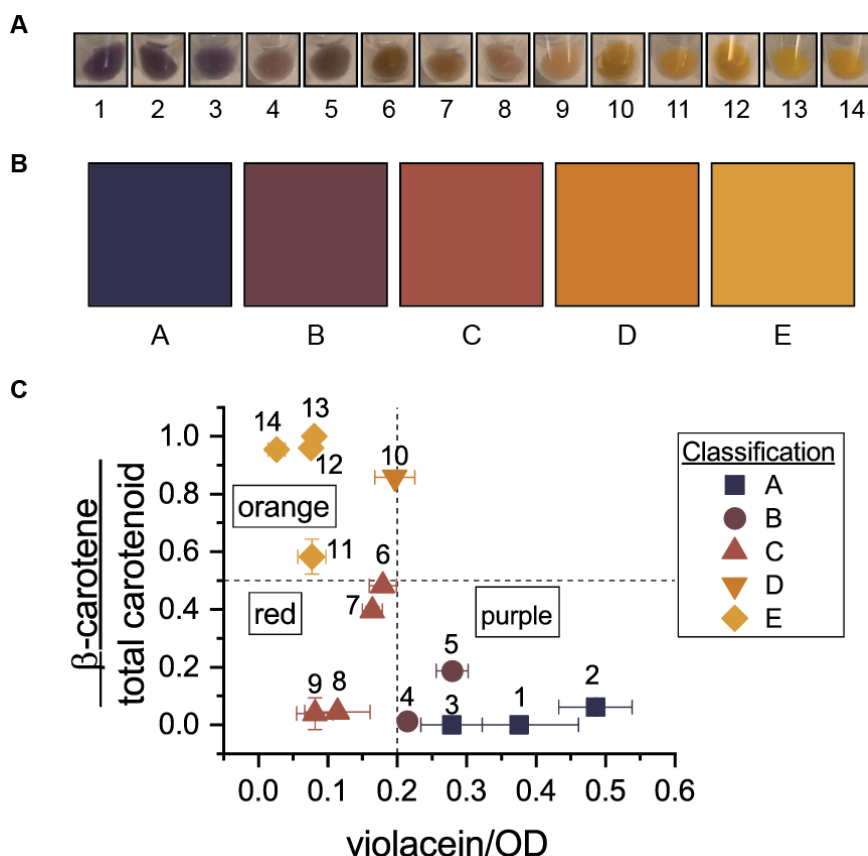 A
1 2 3 4 5 6 7 8 9 10 11 12 13 14
B
A B C D E
C
β-carotene
total carotenoid
1.0
0.8
0.6
0.4
0.2
0.0
14 13
12
10
orange
11
6
red
7
purple
5
2
9 8
4 3 1
0.0 0.1 0.2 0.3 0.4 0.5 0.6
violacein/OD
Classification
A
B
C
D
E